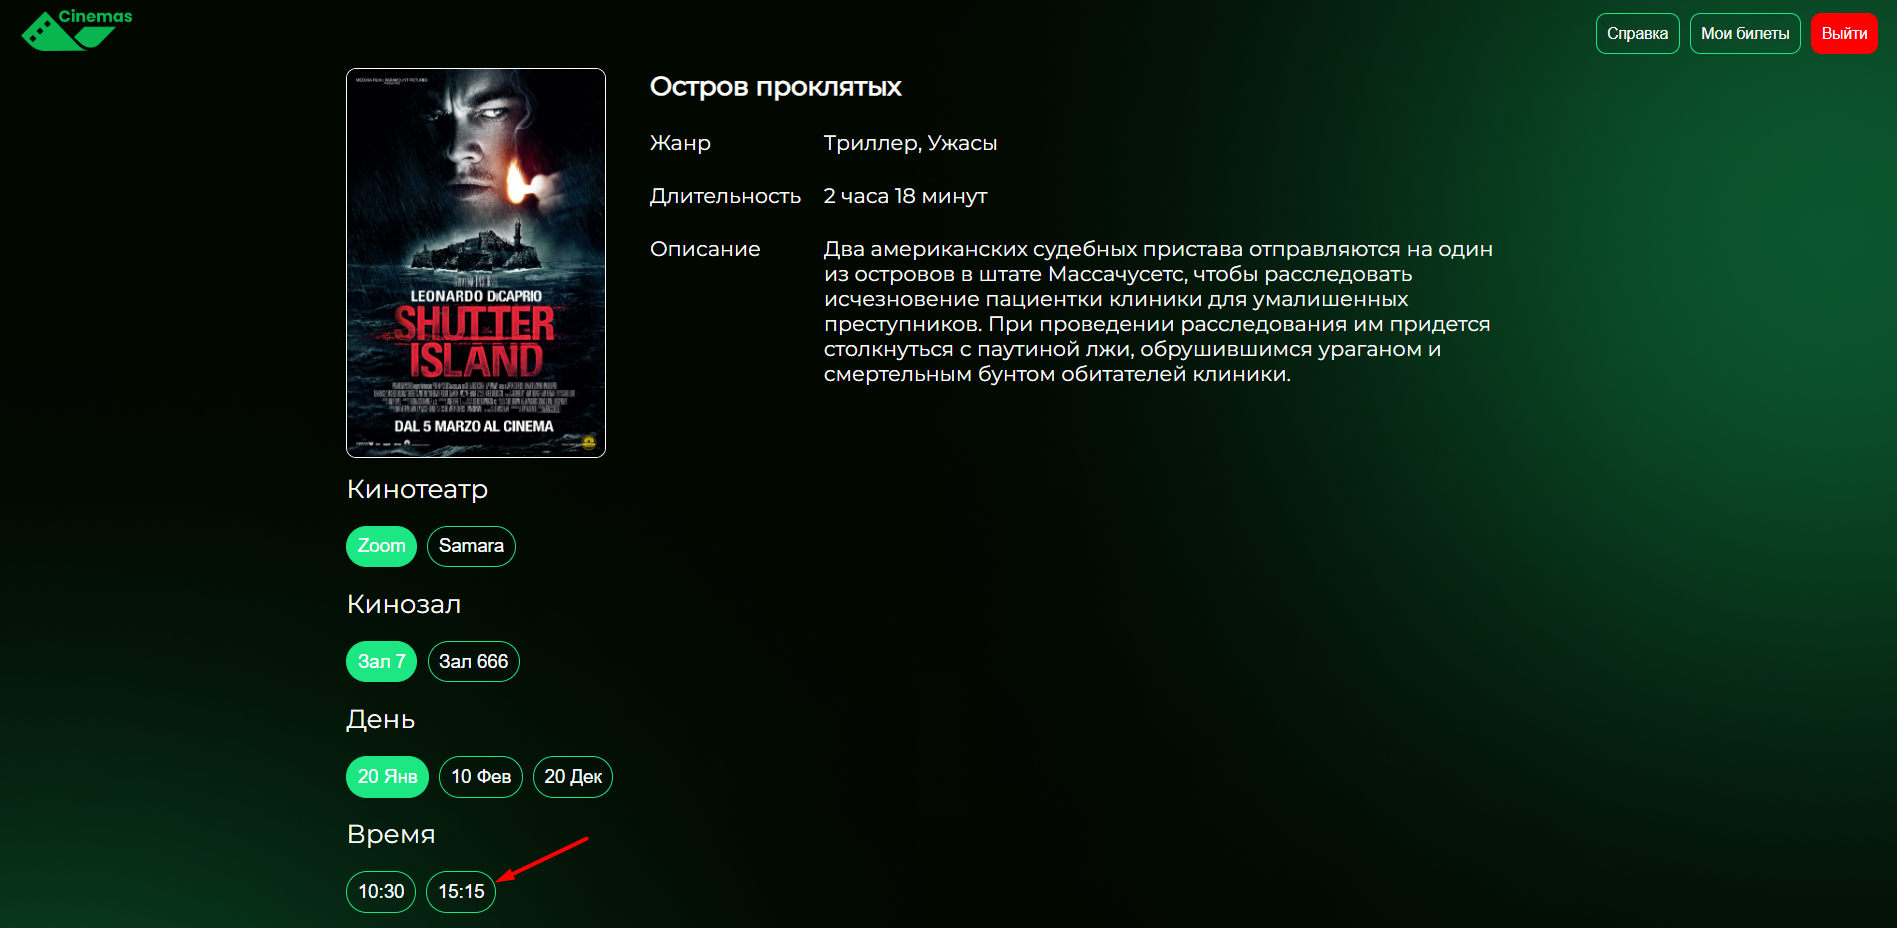 Cinemas
Справка Мои билеты Выйти
Остров проклятых
Жанр Триллер, Ужасы
Длительность 2 часа 18 минут
Описание Два американских судебных пристава отправляются на один
из островов в штате Массачусетс, чтобы расследовать
исчезновение пациентки клиники для умалишенных
преступников. При проведении расследования им придется
столкнуться с паутиной лжи, обрушившимся ураганом и
смертельным бунтом обитателей клиники.
LEONARDO DiCAPRIO
SHUTTER
ISLAND
DAL 5 MARZO AL CINEMA
Кинотеатр
Zoom Samara
Кинозал
Зал 7 Зал 666
День
20 Янв 10 Фев 20 Дек
Время
10:30 15:15